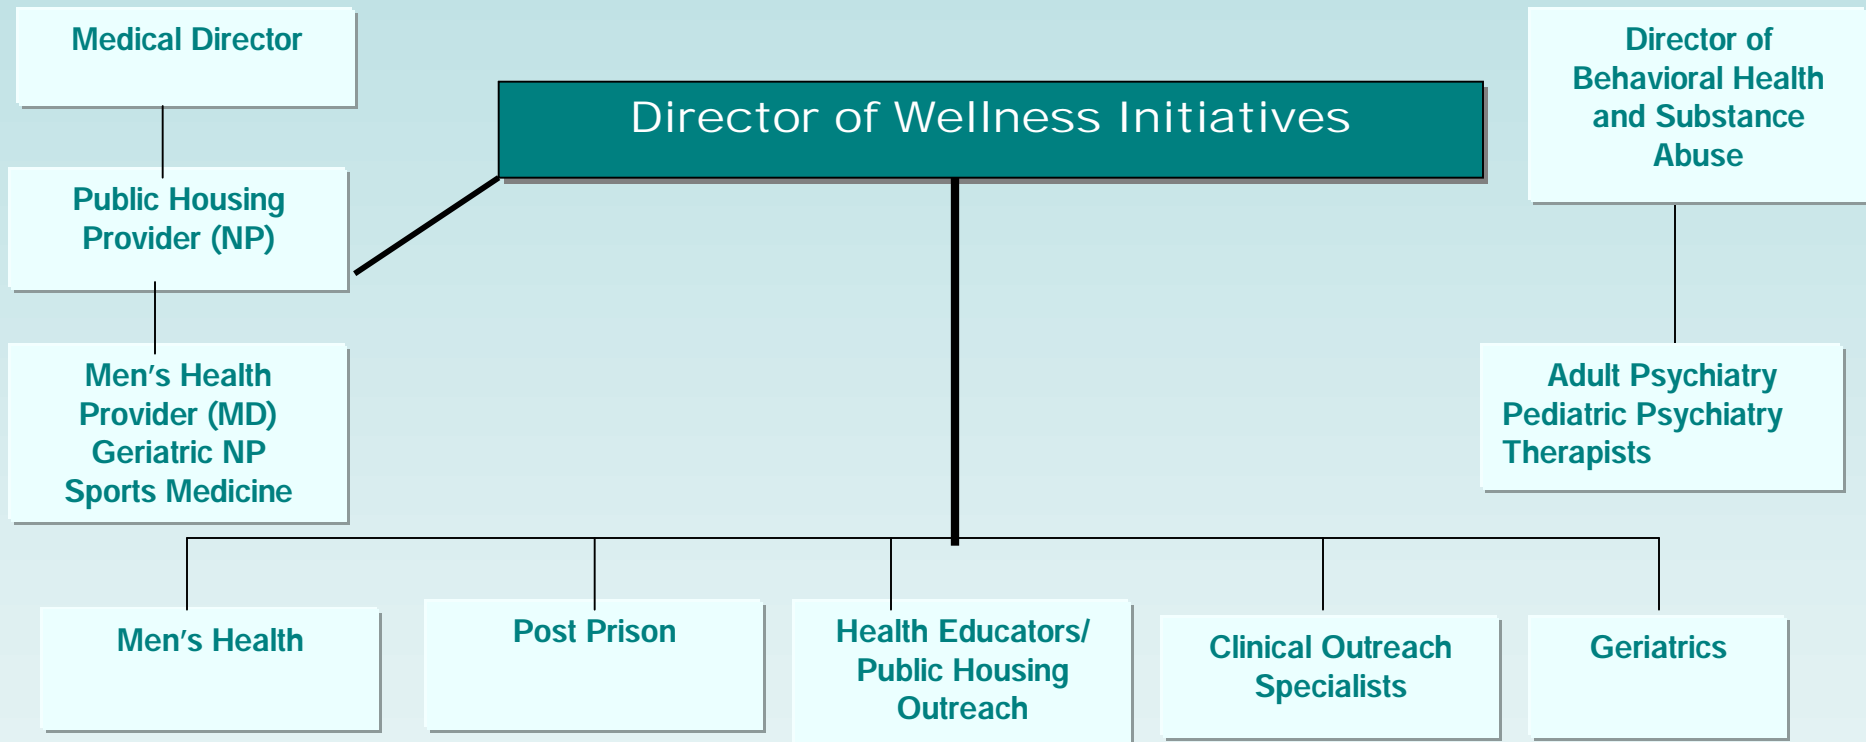 Medical Director
Director of Wellness Initiatives
Director of
Behavioral Health
and Substance
Abuse
Public Housing
Provider (NP)
Men’s Health
Provider (MD)
Geriatric NP
Sports Medicine
Adult Psychiatry
Pediatric Psychiatry
Therapists
Men’s Health
Post Prison
Health Educators/
Public Housing
Outreach
Clinical Outreach
Specialists
Geriatrics